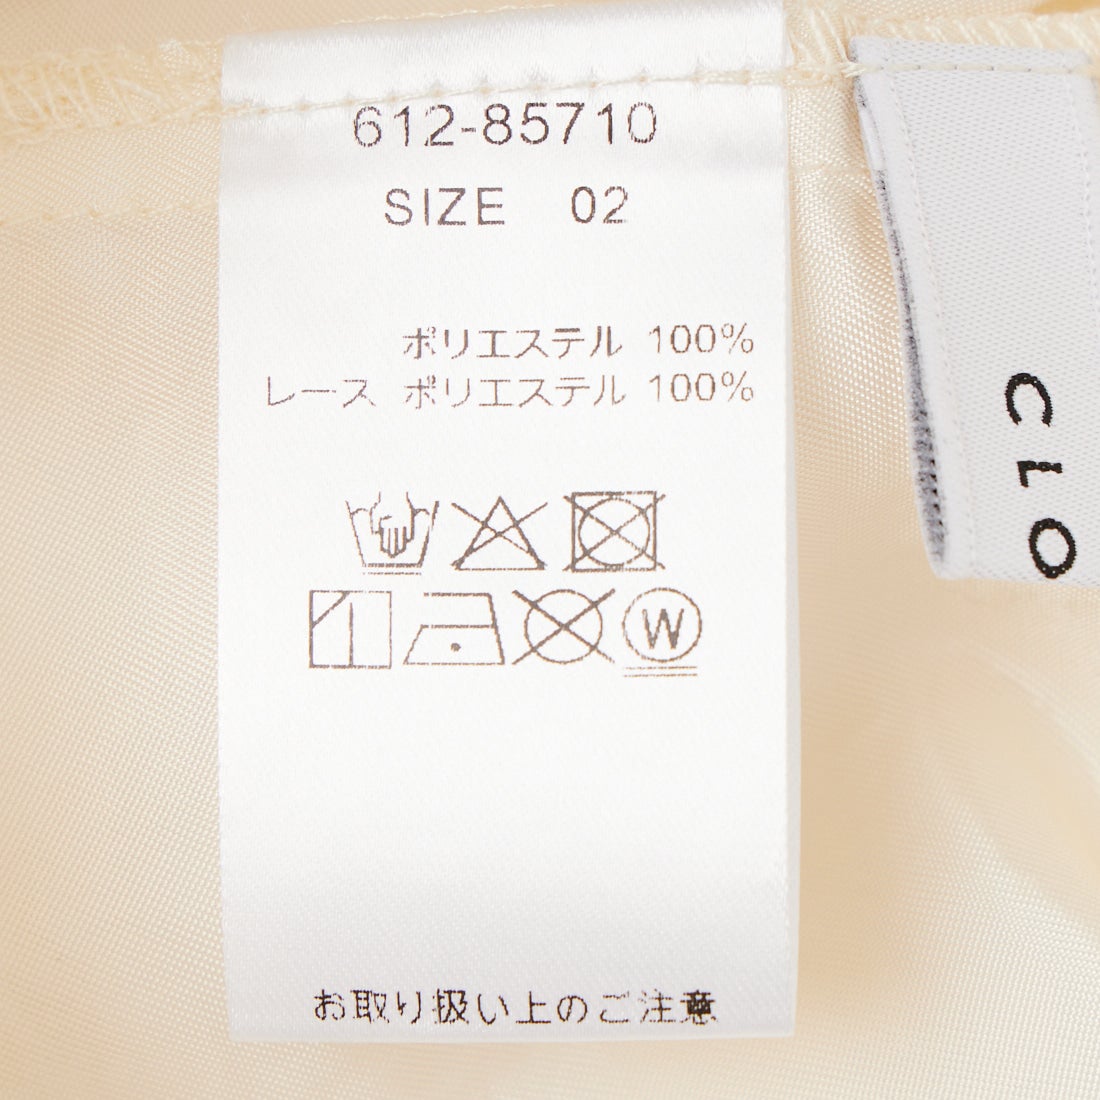 612-85710
SIZE 02
ポリエステル 100%
レース ポリエステル 100%
W
お取り扱い上のご注意
CLO